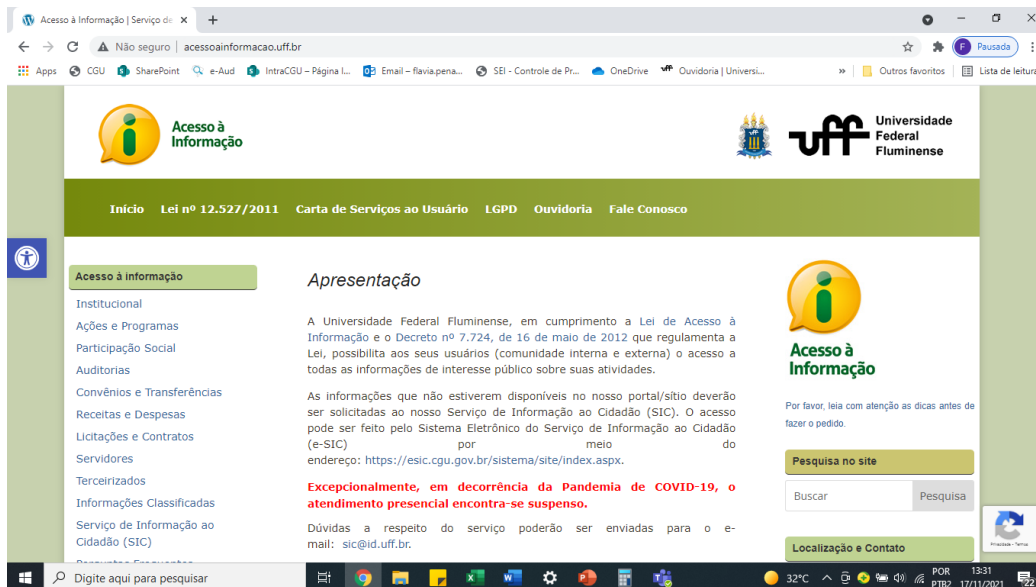 Acesso à Informação | Serviço de
Não seguro | acessoainformacao.uff.br
Pausada
Apps CGU SharePoint e-Aud IntraCGU – Página I... Email – flavia.pena... SEI - Controle de Pr... OneDrive Ouvidoria | Universi... » Outros favoritos Lista de leitura
Acesso à
Informação
uff
Universidade
Federal
Fluminense
Início Lei nº 12.527/2011 Carta de Serviços ao Usuário LGPD Ouvidoria Fale Conosco
Acesso à informação
Institucional
Ações e Programas
Participação Social
Auditorias
Convênios e Transferências
Receitas e Despesas
Licitações e Contratos
Servidores
Terceirizados
Informações Classificadas
Serviço de Informação ao
Cidadão (SIC)
Perguntas Frequentes
Apresentação
A Universidade Federal Fluminense, em cumprimento a Lei de Acesso à
Informação e o Decreto nº 7.724, de 16 de maio de 2012 que regulamenta a
Lei, possibilita aos seus usuários (comunidade interna e externa) o acesso a
todas as informações de interesse público sobre suas atividades.
As informações que não estiverem disponíveis no nosso portal/sítio deverão
ser solicitadas ao nosso Serviço de Informação ao Cidadão (SIC). O acesso
pode ser feito pelo Sistema Eletrônico do Serviço de Informação ao Cidadão
(e-SIC) por meio do
endereço: https://esic.cgu.gov.br/sistema/site/index.aspx.
Excepcionalmente, em decorrência da Pandemia de COVID-19, o
atendimento presencial encontra-se suspenso.
Dúvidas a respeito do serviço poderão ser enviadas para o e-
mail: sic@id.uff.br.
Acesso à
Informação
Por favor, leia com atenção as dicas antes de
fazer o pedido.
Pesquisa no site
Buscar Pesquisa
Privacidade - Termos
Localização e Contato
Digite aqui para pesquisar
32°C
POR
PTB2
13:31
17/11/2021
22